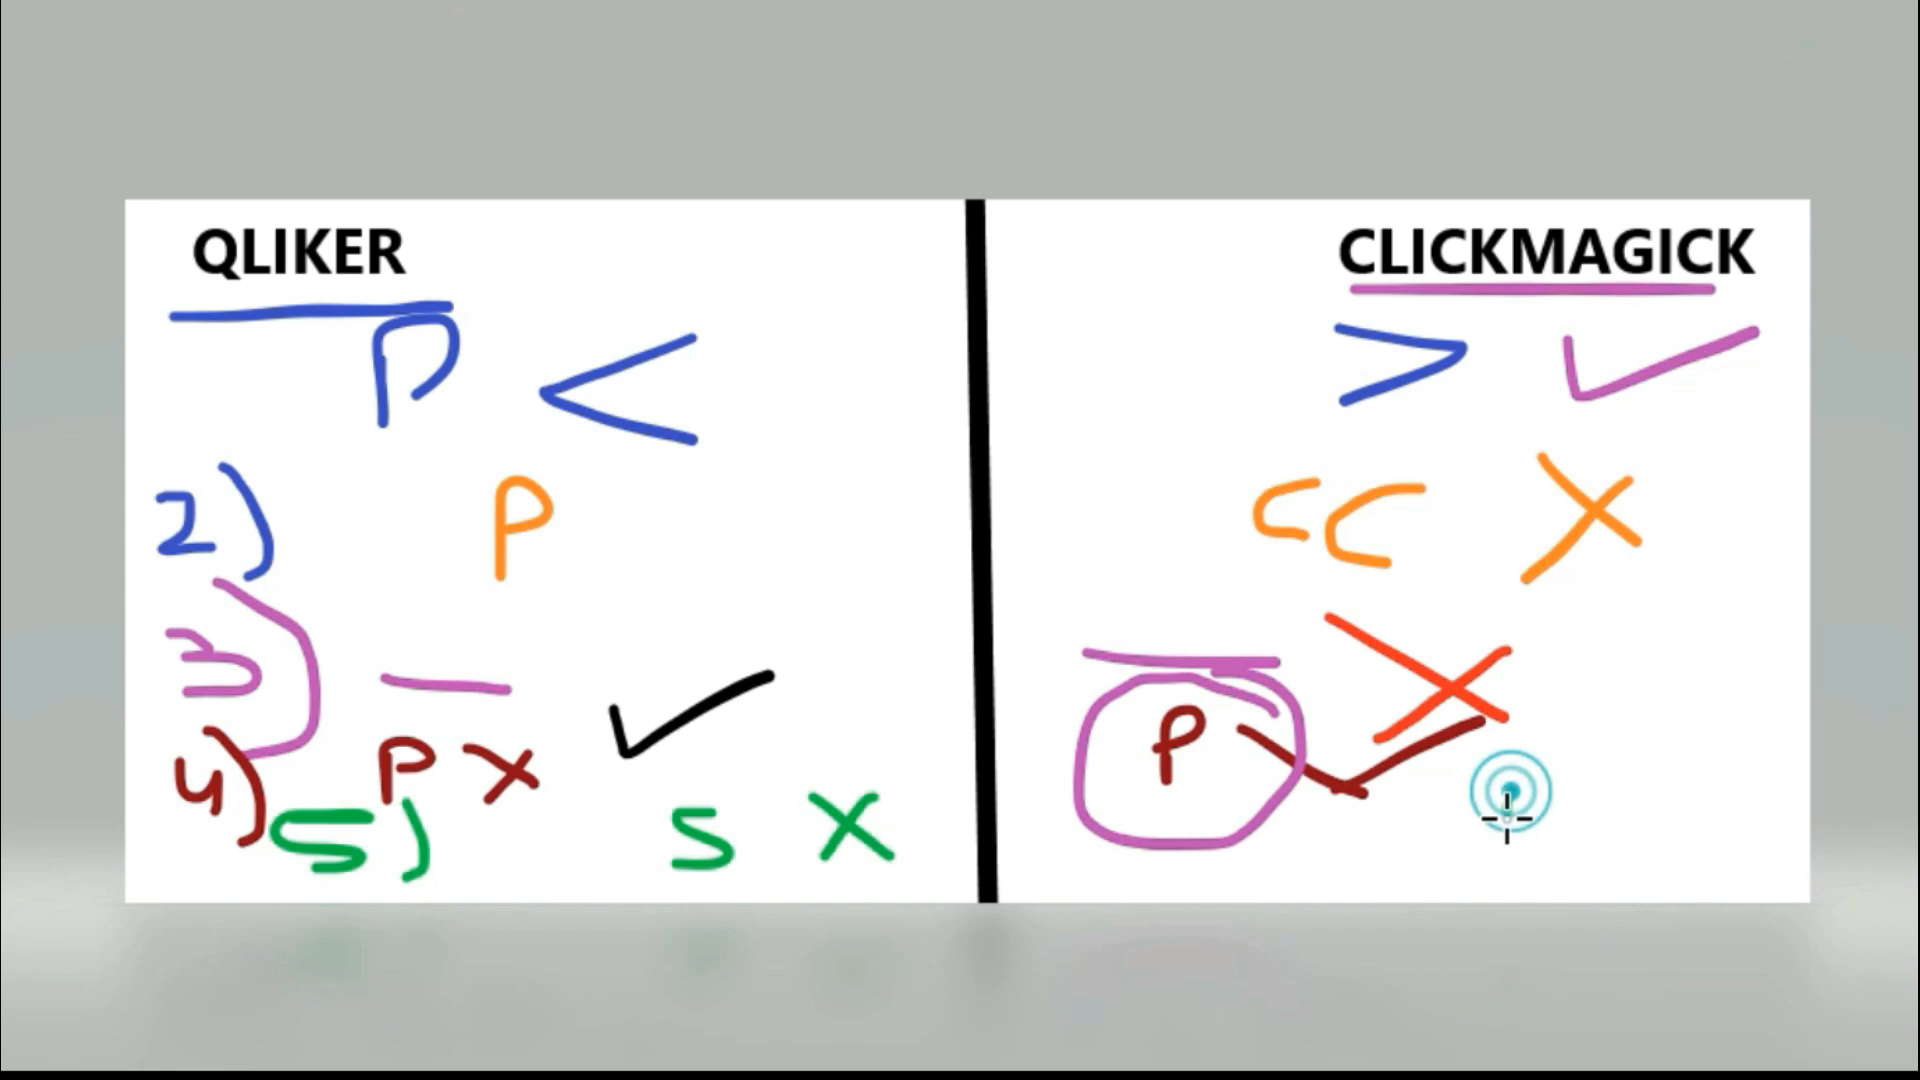 QLIKER CLICKMAGICK
P < > ✓
2) P CC X
3) — ✓ X
4) P X P ✓
5) S X